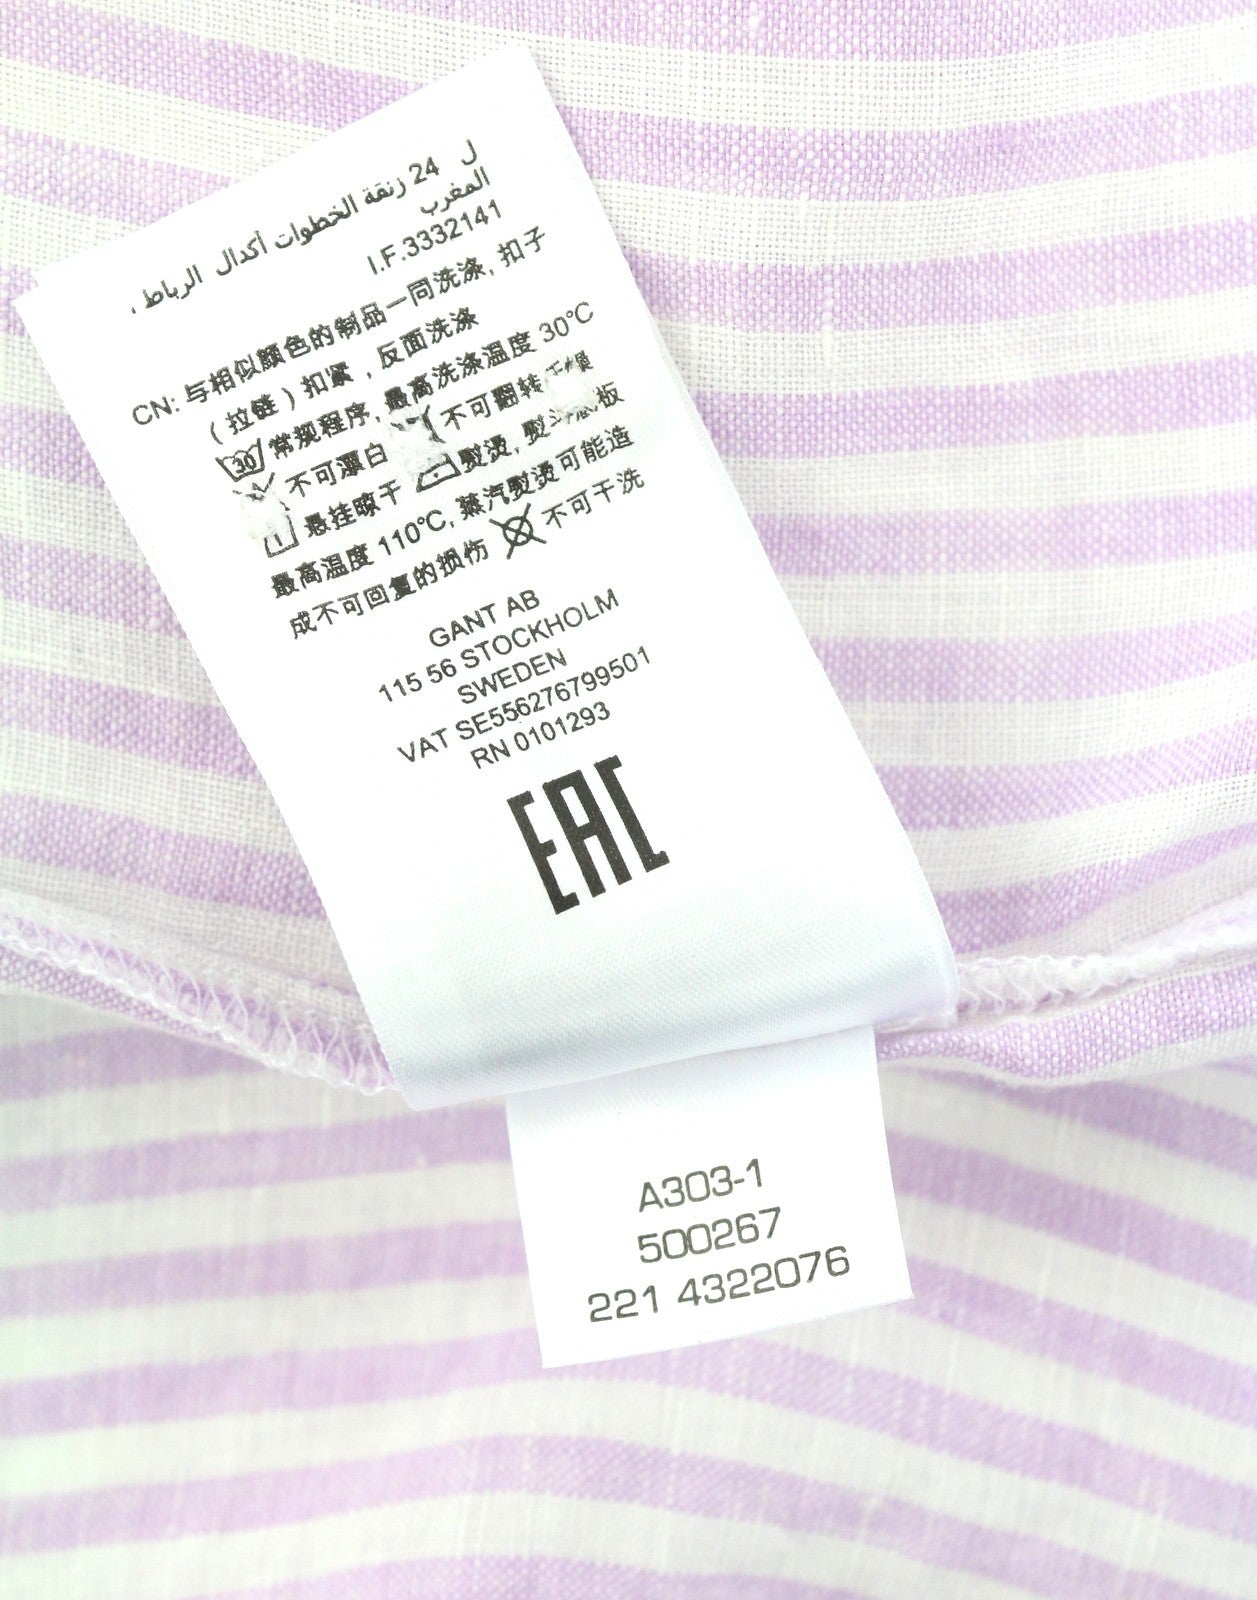 ل
24 زنقة الخطوات أكدال الرباط ,
المغرب
I.F.3332141
CN: 与相似颜色的制品一同洗涤, 扣子
(拉链) 扣紧, 反面洗涤
30 常规程序, 最高洗涤温度 30°C
不可漂白 不可翻转
悬挂晾干 熨烫, 熨斗底板
最高温度 110°C, 蒸汽熨烫可能造
成不可回复的损伤 不可干洗
GANT AB
115 56 STOCKHOLM
SWEDEN
VAT SE556276799501
RN 0101293
EAC
A303-1
500267
221 4322076